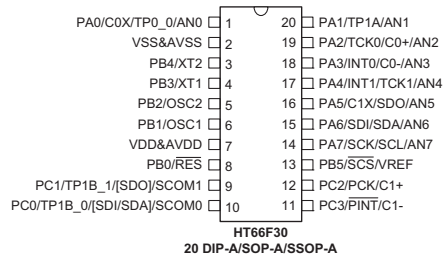 PA0/C0X/TP0_0/AN0 1 20 PA1/TP1A/AN1
VSS&AVSS 2 19 PA2/TCK0/C0+/AN2
PB4/XT2 3 18 PA3/INT0/C0-/AN3
PB3/XT1 4 17 PA4/INT1/TCK1/AN4
PB2/OSC2 5 16 PA5/C1X/SDO/AN5
PB1/OSC1 6 15 PA6/SDI/SDA/AN6
VDD&AVDD 7 14 PA7/SCK/SCL/AN7
PB0/RES 8 13 PB5/SCS/VREF
PC1/TP1B_1/[SDO]/SCOM1 9 12 PC2/PCK/C1+
PC0/TP1B_0/[SDI/SDA]/SCOM0 10 11 PC3/PINT/C1-
HT66F30
20 DIP-A/SOP-A/SSOP-A